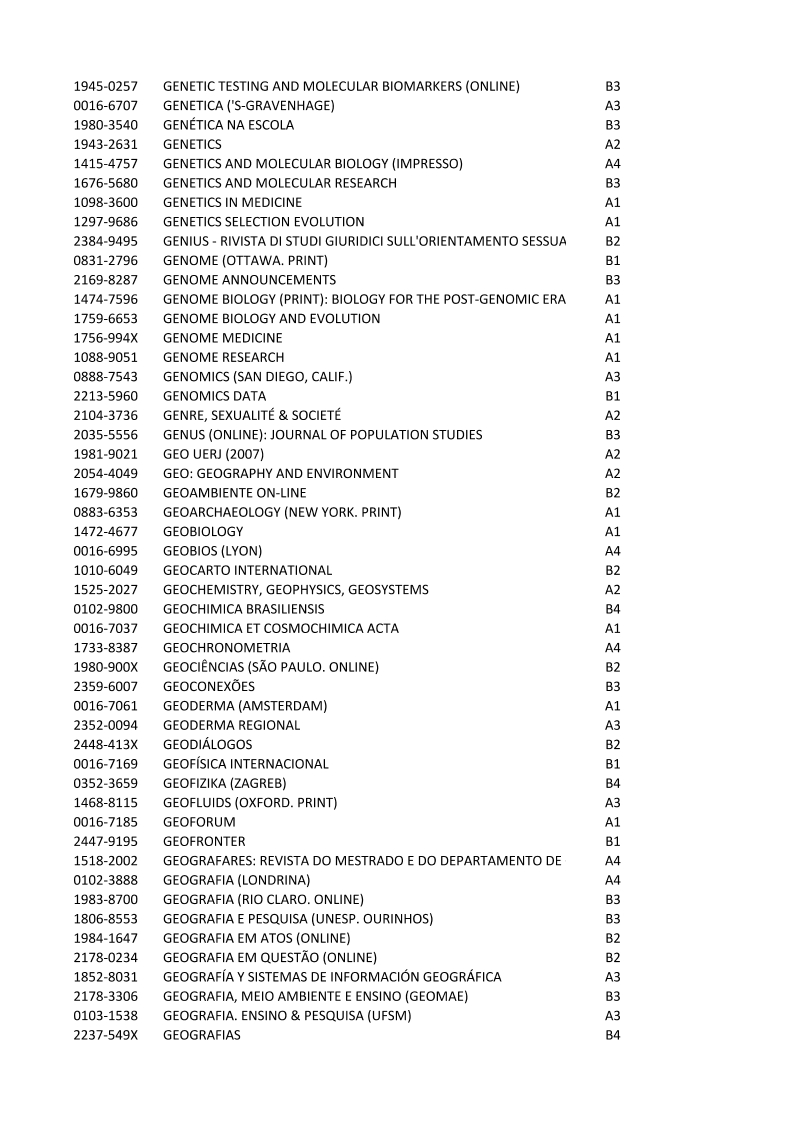 1945-0257 GENETIC TESTING AND MOLECULAR BIOMARKERS (ONLINE) B3
0016-6707 GENETICA ('S-GRAVENHAGE) A3
1980-3540 GENÉTICA NA ESCOLA B3
1943-2631 GENETICS A2
1415-4757 GENETICS AND MOLECULAR BIOLOGY (IMPRESSO) A4
1676-5680 GENETICS AND MOLECULAR RESEARCH B3
1098-3600 GENETICS IN MEDICINE A1
1297-9686 GENETICS SELECTION EVOLUTION A1
2384-9495 GENIUS - RIVISTA DI STUDI GIURIDICI SULL'ORIENTAMENTO SESSUA B2
0831-2796 GENOME (OTTAWA. PRINT) B1
2169-8287 GENOME ANNOUNCEMENTS B3
1474-7596 GENOME BIOLOGY (PRINT): BIOLOGY FOR THE POST-GENOMIC ERA A1
1759-6653 GENOME BIOLOGY AND EVOLUTION A1
1756-994X GENOME MEDICINE A1
1088-9051 GENOME RESEARCH A1
0888-7543 GENOMICS (SAN DIEGO, CALIF.) A3
2213-5960 GENOMICS DATA B1
2104-3736 GENRE, SEXUALITÉ & SOCIETÉ A2
2035-5556 GENUS (ONLINE): JOURNAL OF POPULATION STUDIES B3
1981-9021 GEO UERJ (2007) A2
2054-4049 GEO: GEOGRAPHY AND ENVIRONMENT A2
1679-9860 GEOAMBIENTE ON-LINE B2
0883-6353 GEOARCHAEOLOGY (NEW YORK. PRINT) A1
1472-4677 GEOBIOLOGY A1
0016-6995 GEOBIOS (LYON) A4
1010-6049 GEOCARTO INTERNATIONAL B2
1525-2027 GEOCHEMISTRY, GEOPHYSICS, GEOSYSTEMS A2
0102-9800 GEOCHIMICA BRASILIENSIS B4
0016-7037 GEOCHIMICA ET COSMOCHIMICA ACTA A1
1733-8387 GEOCHRONOMETRIA A4
1980-900X GEOCIÊNCIAS (SÃO PAULO. ONLINE) B2
2359-6007 GEOCONEXÕES B3
0016-7061 GEODERMA (AMSTERDAM) A1
2352-0094 GEODERMA REGIONAL A3
2448-413X GEODIÁLOGOS B2
0016-7169 GEOFÍSICA INTERNACIONAL B1
0352-3659 GEOFIZIKA (ZAGREB) B4
1468-8115 GEOFLUIDS (OXFORD. PRINT) A3
0016-7185 GEOFORUM A1
2447-9195 GEOFRONTER B1
1518-2002 GEOGRAFARES: REVISTA DO MESTRADO E DO DEPARTAMENTO DE A4
0102-3888 GEOGRAFIA (LONDRINA) A4
1983-8700 GEOGRAFIA (RIO CLARO. ONLINE) B3
1806-8553 GEOGRAFIA E PESQUISA (UNESP. OURINHOS) B3
1984-1647 GEOGRAFIA EM ATOS (ONLINE) B2
2178-0234 GEOGRAFIA EM QUESTÃO (ONLINE) B2
1852-8031 GEOGRAFÍA Y SISTEMAS DE INFORMACIÓN GEOGRÁFICA A3
2178-3306 GEOGRAFIA, MEIO AMBIENTE E ENSINO (GEOMAE) B3
0103-1538 GEOGRAFIA. ENSINO & PESQUISA (UFSM) A3
2237-549X GEOGRAFIAS B4